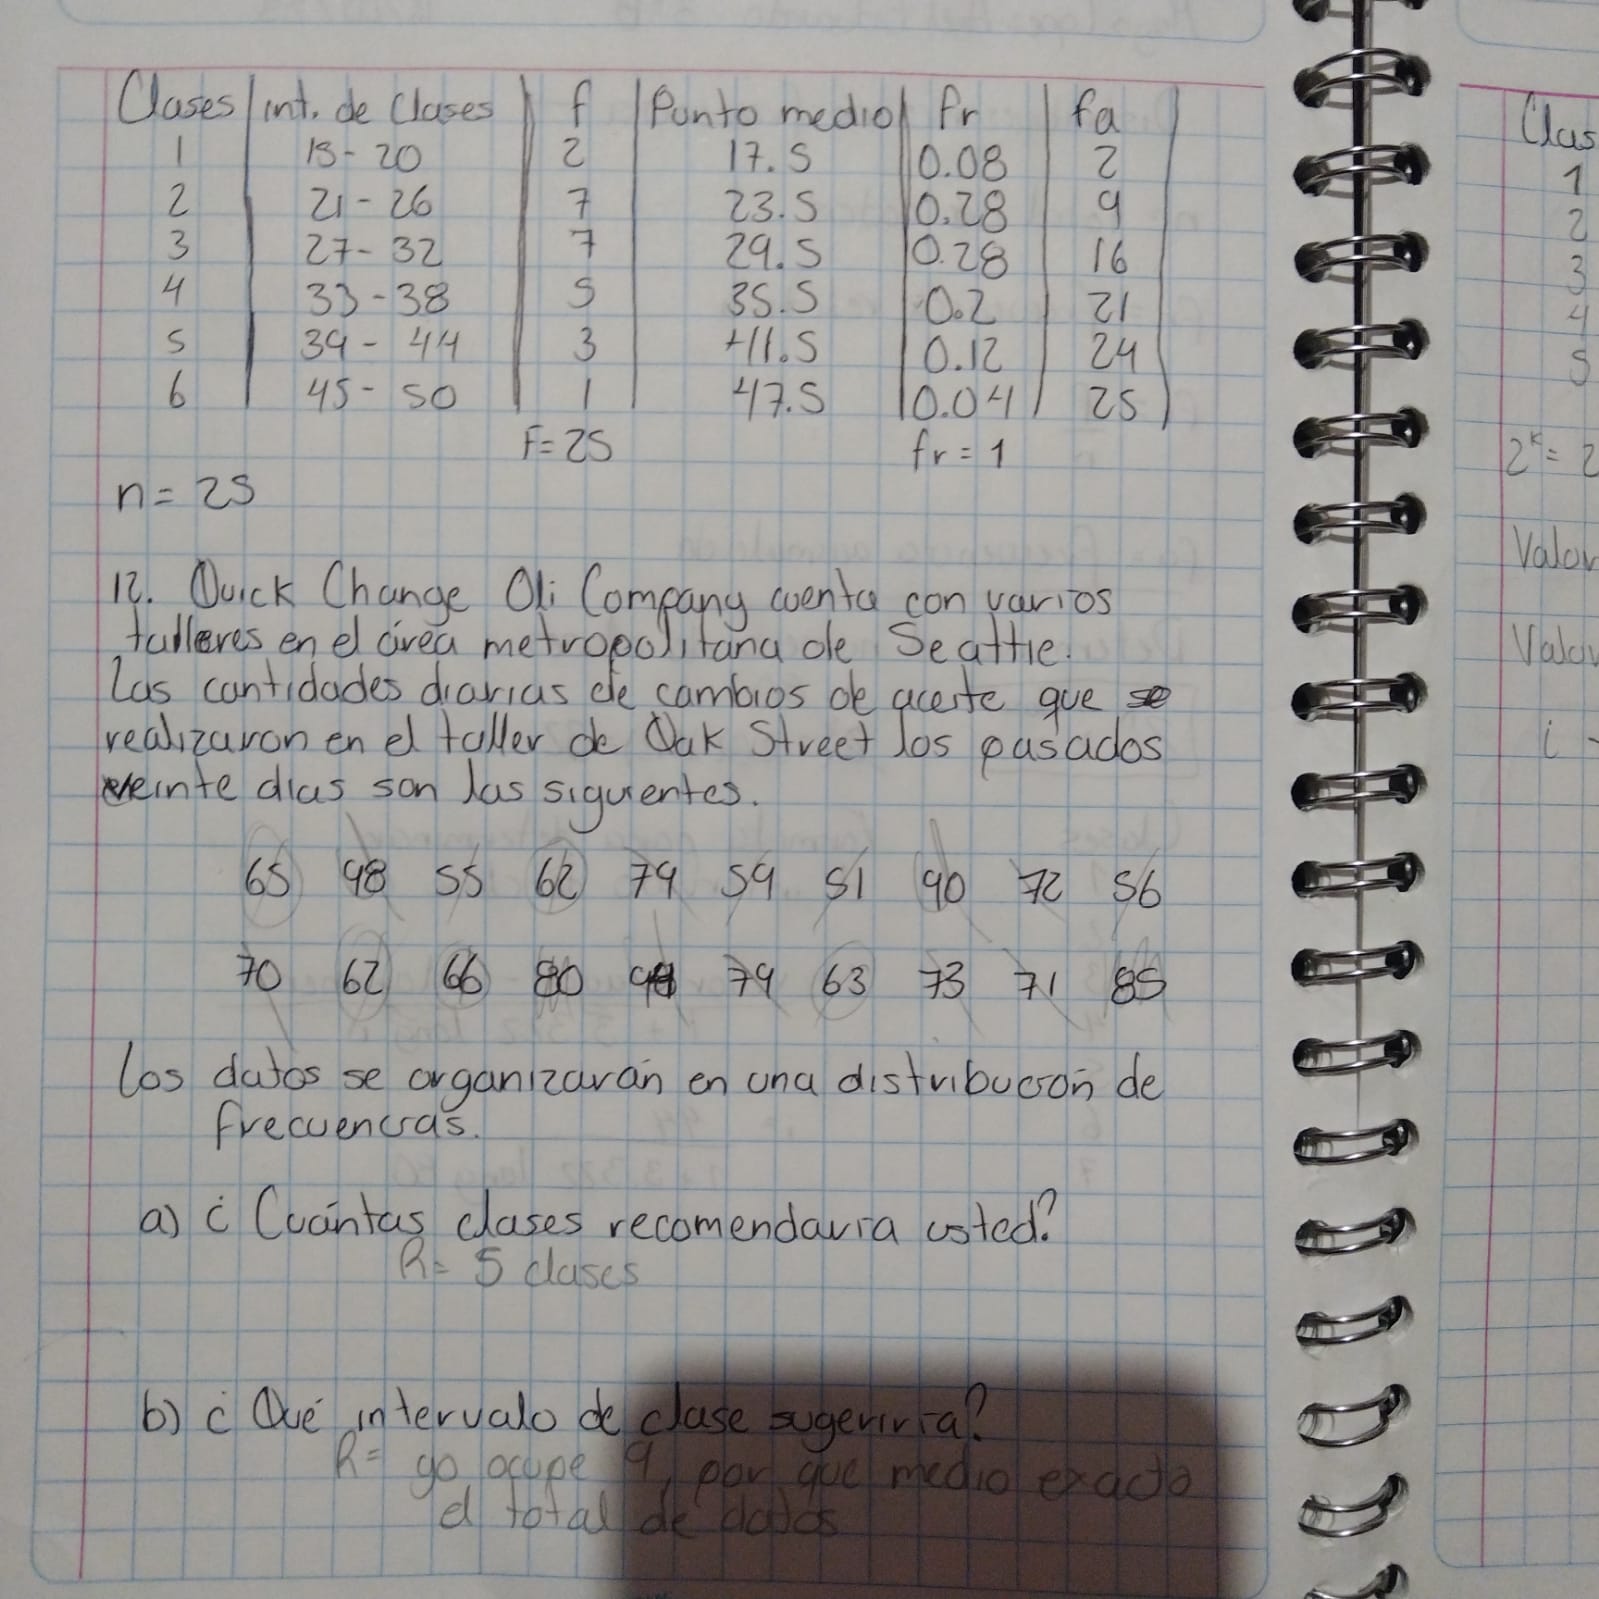 Clases | int. de Clases | f | Punto medio | fr | fa
1 | 15-20 | 2 | 17.5 | 0.08 | 2
2 | 21-26 | 7 | 23.5 | 0.28 | 9
3 | 27-32 | 7 | 29.5 | 0.28 | 16
4 | 33-38 | 5 | 35.5 | 0.2 | 21
5 | 39-44 | 3 | 41.5 | 0.12 | 24
6 | 45-50 | 1 | 47.5 | 0.04 | 25
F=25 fr=1
n=25
12. Quick Change Oli Company cuenta con varios
talleres en el área metropolitana de Seattie.
Las cantidades diarias de cambios de aceite que se
realizaron en el taller de Oak Street los pasados
veinte dias son las siguientes.
65 98 55 62 79 59 51 90 72 56
70 62 66 80 94 79 63 73 71 85
los datos se organizarán en una distribución de
frecuencias.
a) ¿Cuántas clases recomendaria usted?
R= 5 clases
b) ¿Qué intervalo de clase sugeriria?
R= yo ocupe 9, por que medio exacto
el total de datos
Clas
1
2
3
4
5
2^k = 2
Valor
Valor
i